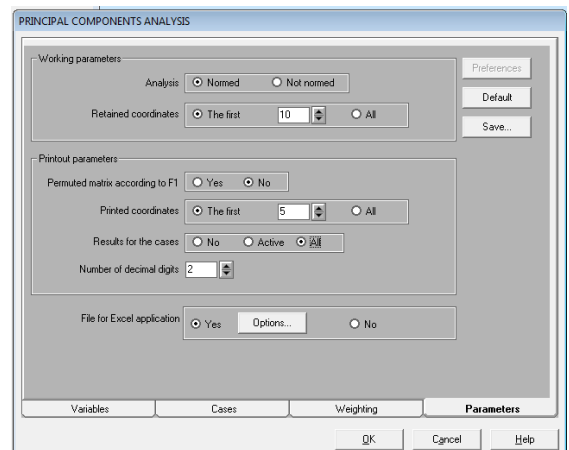 PRINCIPAL COMPONENTS ANALYSIS
Working parameters
Analysis Normed Not normed
Retained coordinates The first 10 All
Preferences
Default
Save...
Printout parameters
Permuted matrix according to F1 Yes No
Printed coordinates The first 5 All
Results for the cases No Active All
Number of decimal digits 2
File for Excel application Yes Options... No
Variables Cases Weighting Parameters
OK Cancel Help